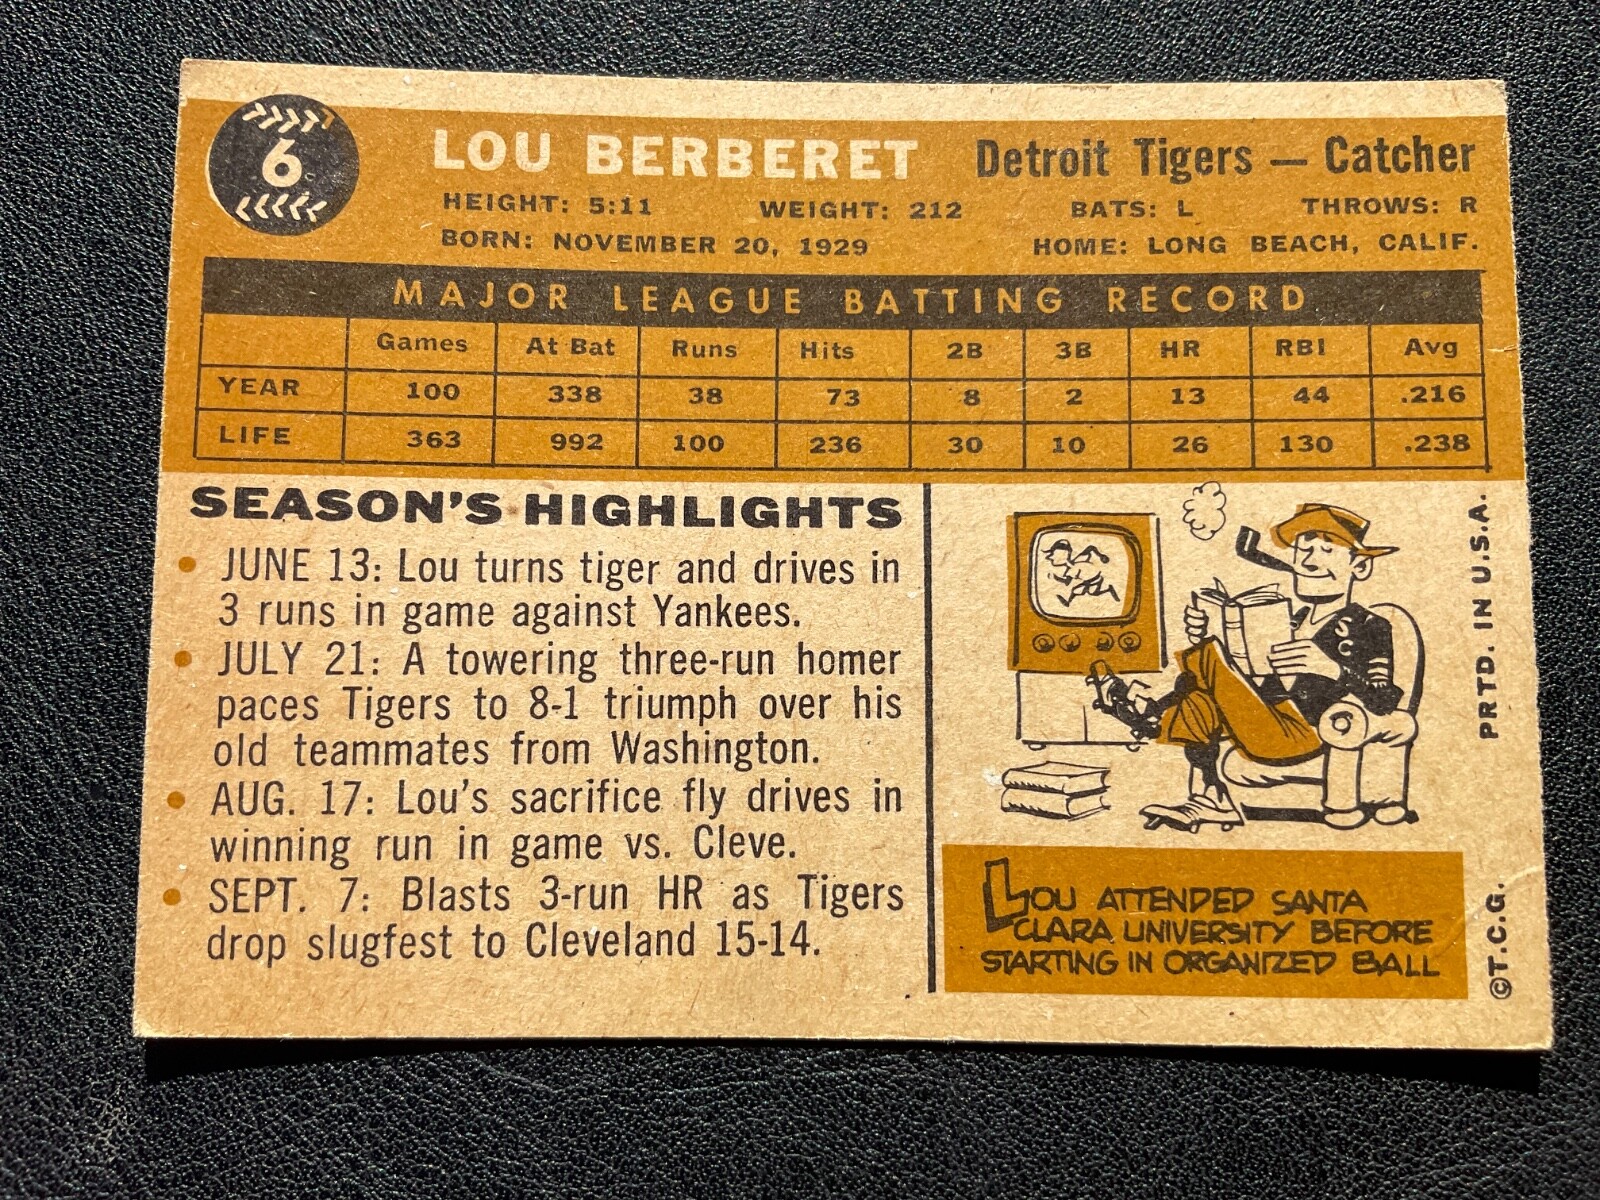 6
LOU BERBERET Detroit Tigers — Catcher
HEIGHT: 5:11 WEIGHT: 212 BATS: L THROWS: R
BORN: NOVEMBER 20, 1929 HOME: LONG BEACH, CALIF.
MAJOR LEAGUE BATTING RECORD
Games At Bat Runs Hits 2B 3B HR RBI Avg
YEAR 100 338 38 73 8 2 13 44 .216
LIFE 363 992 100 236 30 10 26 130 .238
SEASON'S HIGHLIGHTS
• JUNE 13: Lou turns tiger and drives in
3 runs in game against Yankees.
• JULY 21: A towering three-run homer
paces Tigers to 8-1 triumph over his
old teammates from Washington.
• AUG. 17: Lou's sacrifice fly drives in
winning run in game vs. Cleve.
• SEPT. 7: Blasts 3-run HR as Tigers
drop slugfest to Cleveland 15-14.
SC
LOU ATTENDED SANTA
CLARA UNIVERSITY BEFORE
STARTING IN ORGANIZED BALL
©T.C.G. PRTD. IN U.S.A.